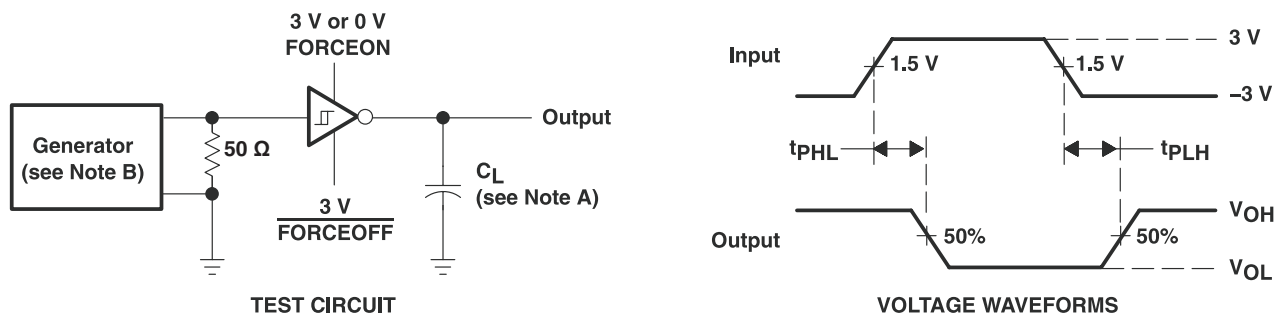 3 V or 0 V
FORCEON
Generator
(see Note B)
50 Ω
Output
CL
(see Note A)
3 V
FORCEOFF
TEST CIRCUIT
Input
3 V
1.5 V
1.5 V
–3 V
tPHL
tPLH
Output
VOH
50%
50%
VOL
VOLTAGE WAVEFORMS